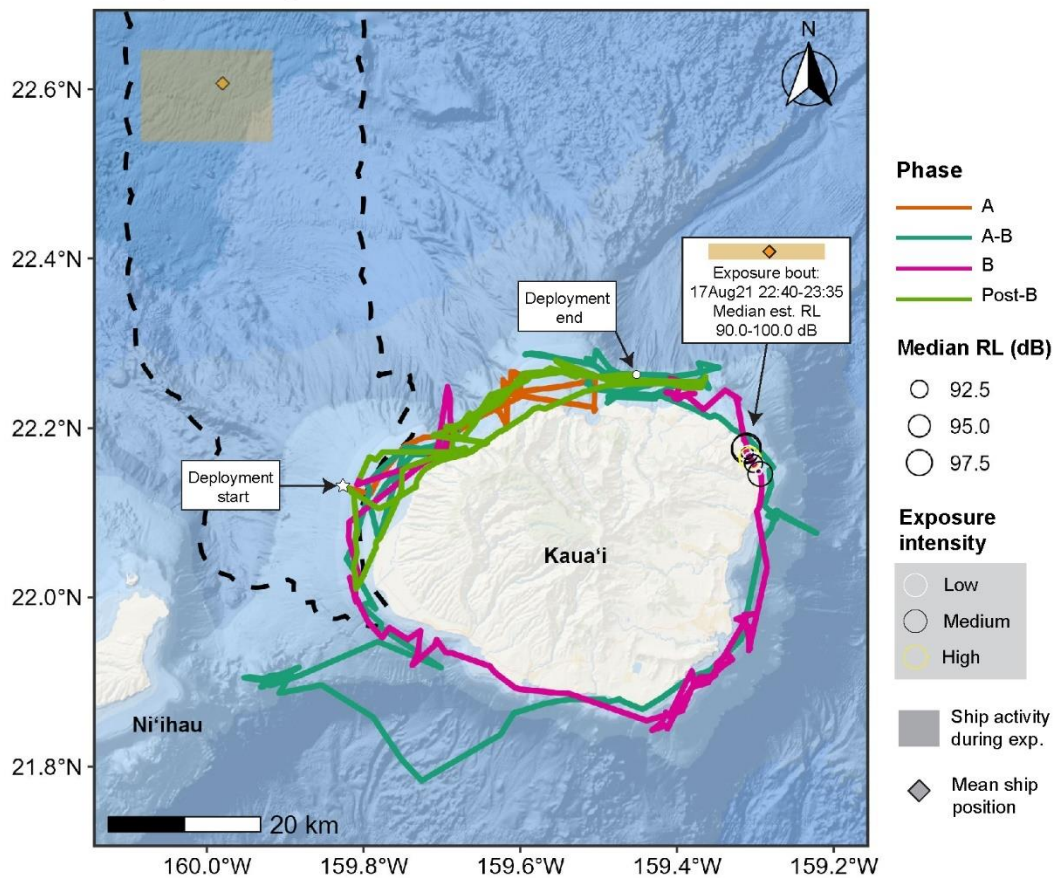 N
22.6°N
22.4°N
22.2°N
22.0°N
21.8°N
160.0°W
159.8°W
159.6°W
159.4°W
159.2°W
Deployment
start
Deployment
end
Exposure bout:
17Aug21 22:40-23:35
Median est. RL
90.0-100.0 dB
Kauaʻi
Niʻihau
20 km
Phase
A
A-B
B
Post-B
Median RL (dB)
92.5
95.0
97.5
Exposure
intensity
Low
Medium
High
Ship activity
during exp.
Mean ship
position